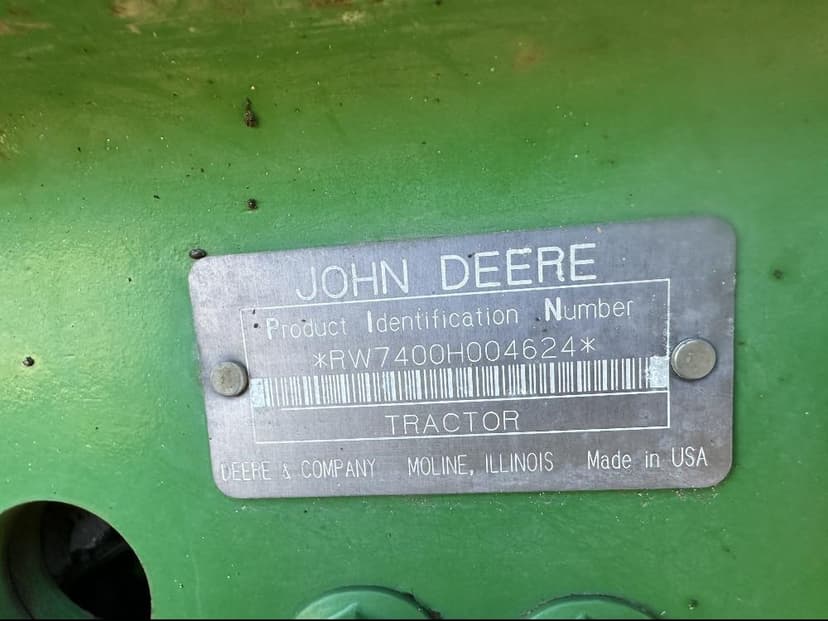 JOHN DEERE
Product Identification Number
*RW7400H004624*
TRACTOR
DEERE & COMPANY MOLINE, ILLINOIS Made in USA